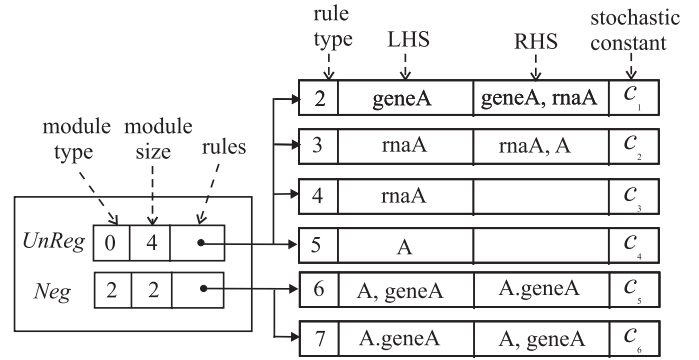 rule type
LHS
RHS
stochastic constant
module type
module size
rules
2 geneA geneA, rnaA c₁
3 rnaA rnaA, A c₂
4 rnaA c₃
UnReg 0 4
5 A c₄
Neg 2 2
6 A, geneA A.geneA c₅
7 A.geneA A, geneA c₆